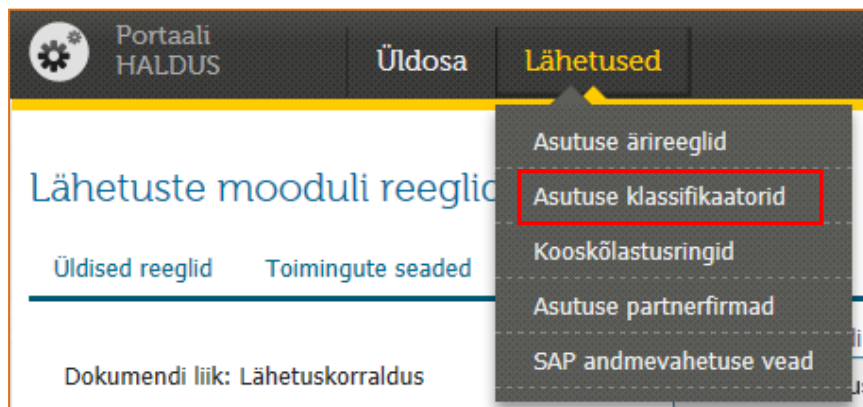 Portaali
HALDUS
Üldosa
Lähetused
Asutuse ärireeglid
Asutuse klassifikaatorid
Kooskõlastusringid
Asutuse partnerfirmad
SAP andmevahetuse vead
Lähetuste mooduli reeglid
Üldised reeglid
Toimingute seaded
Dokumendi liik: Lähetuskorraldus